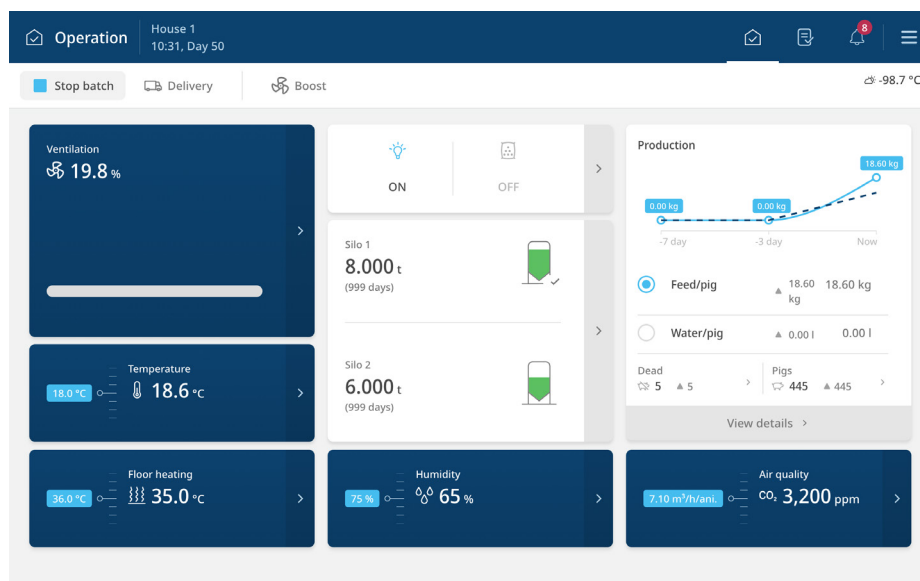 Operation
House 1
10:31, Day 50
8
Stop batch
Delivery
Boost
-98.7 °C
Ventilation
19.8 %
ON
OFF
Silo 1
8.000 t
(999 days)
Silo 2
6.000 t
(999 days)
Production
18.60 kg
0.00 kg
0.00 kg
-7 day
-3 day
Now
Feed/pig
18.60 kg
18.60 kg
Water/pig
0.00 l
0.00 l
Dead
5
5
Pigs
445
445
View details
Temperature
18.0 °C
18.6 °C
Floor heating
36.0 °C
35.0 °C
Humidity
75 %
65 %
Air quality
7.10 m³/h/ani.
CO₂ 3,200 ppm